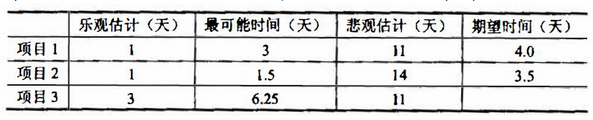 乐观估计（天） 最可能时间（天） 悲观估计（天） 期望时间（天）
项目1 1 3 11 4.0
项目2 1 1.5 14 3.5
项目3 3 6.25 11